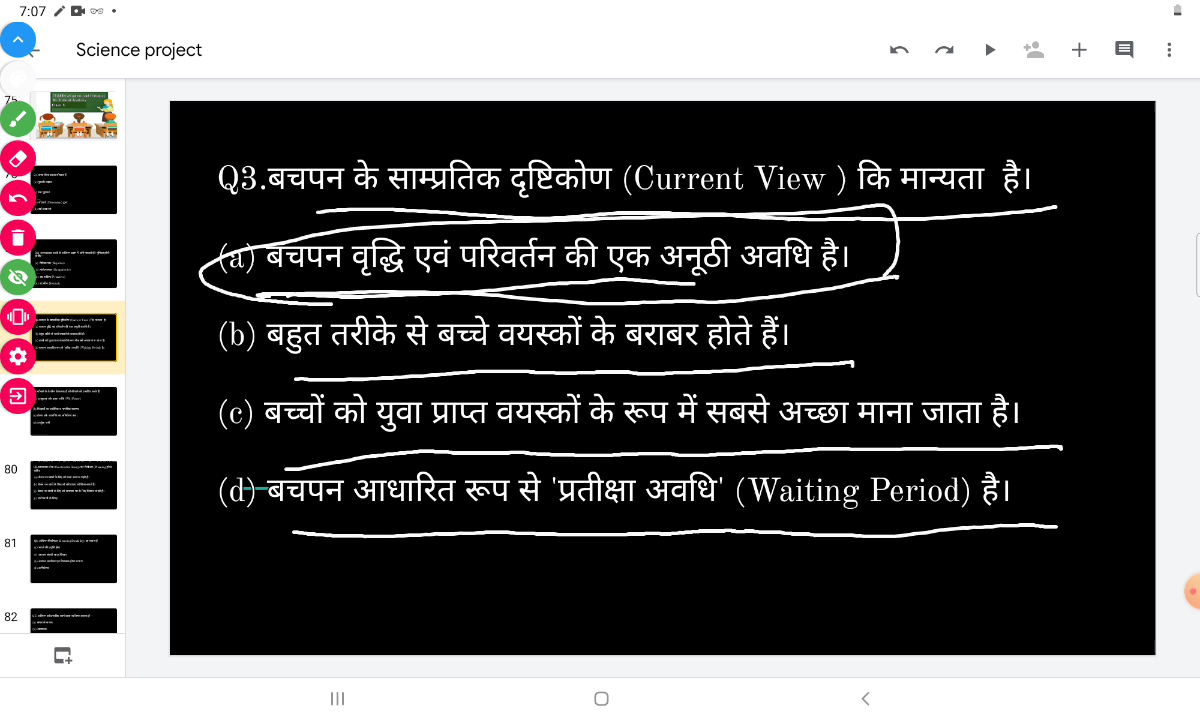 7:07
Science project
75
80
81
82
Q3.बचपन के साम्प्रतिक दृष्टिकोण (Current View ) कि मान्यता है।
(a) बचपन वृद्धि एवं परिवर्तन की एक अनूठी अवधि है।
(b) बहुत तरीके से बच्चे वयस्कों के बराबर होते हैं।
(c) बच्चों को युवा प्राप्त वयस्कों के रूप में सबसे अच्छा माना जाता है।
(d) बचपन आधारित रूप से 'प्रतीक्षा अवधि' (Waiting Period) है।